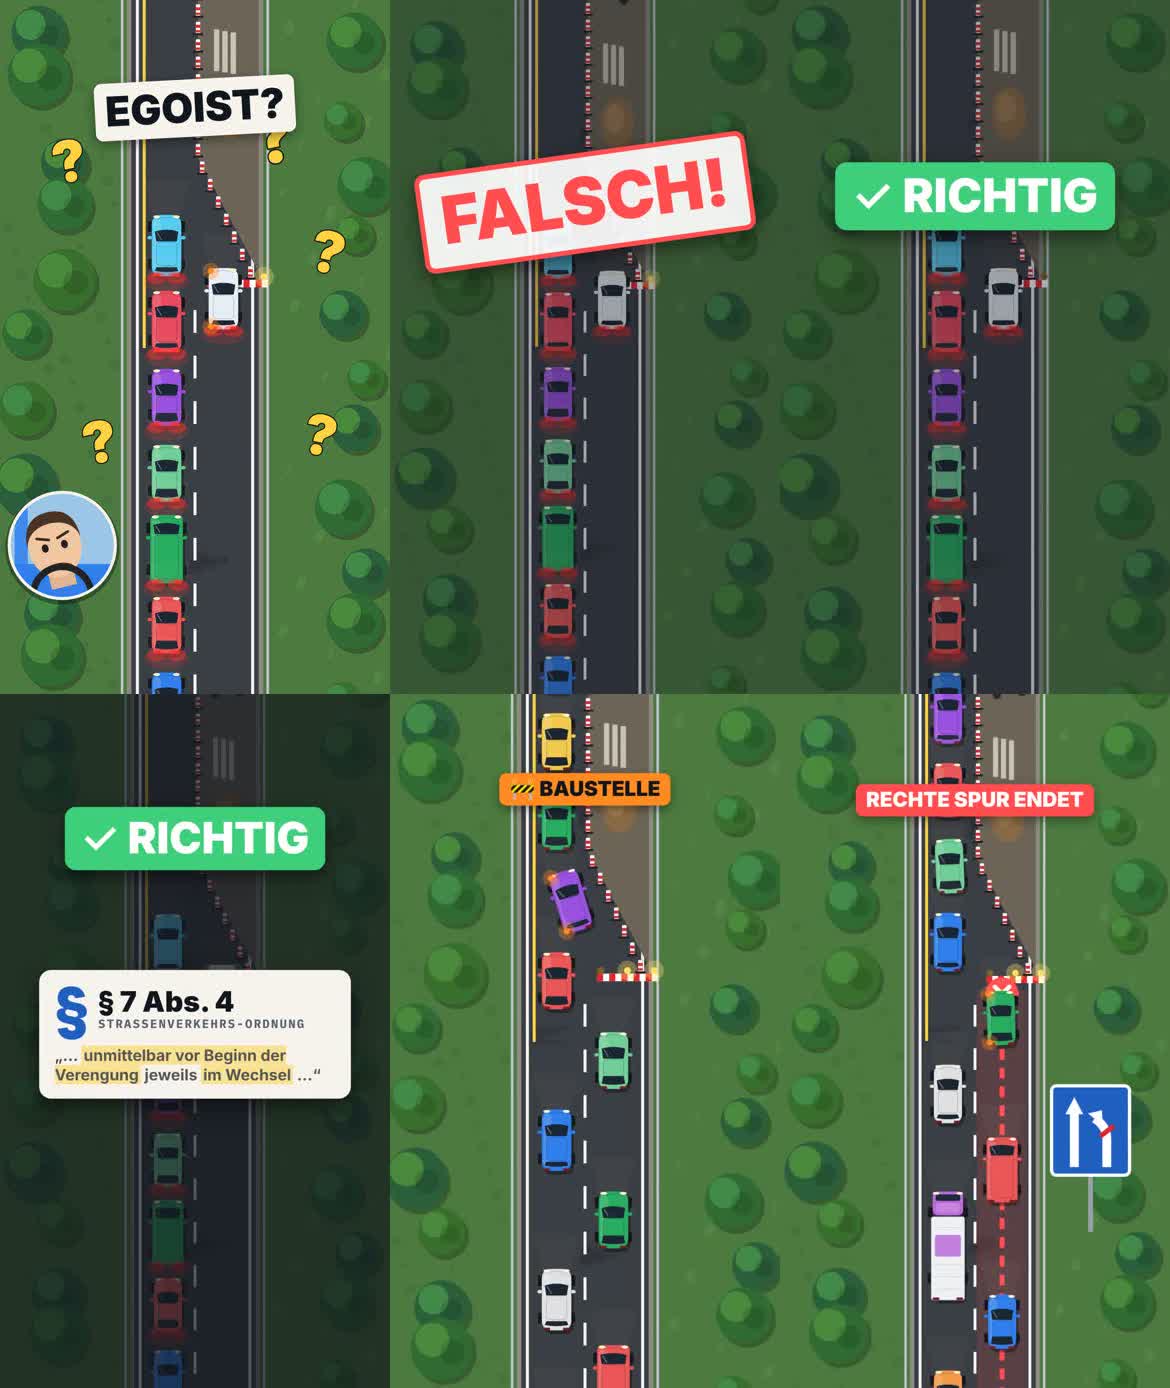 EGOIST?
?
?
?
?
?
FALSCH!
✓ RICHTIG
✓ RICHTIG
§ § 7 Abs. 4
STRASSENVERKEHRS-ORDNUNG
„... unmittelbar vor Beginn der
Verengung jeweils im Wechsel ...“
🚧 BAUSTELLE
RECHTE SPUR ENDET